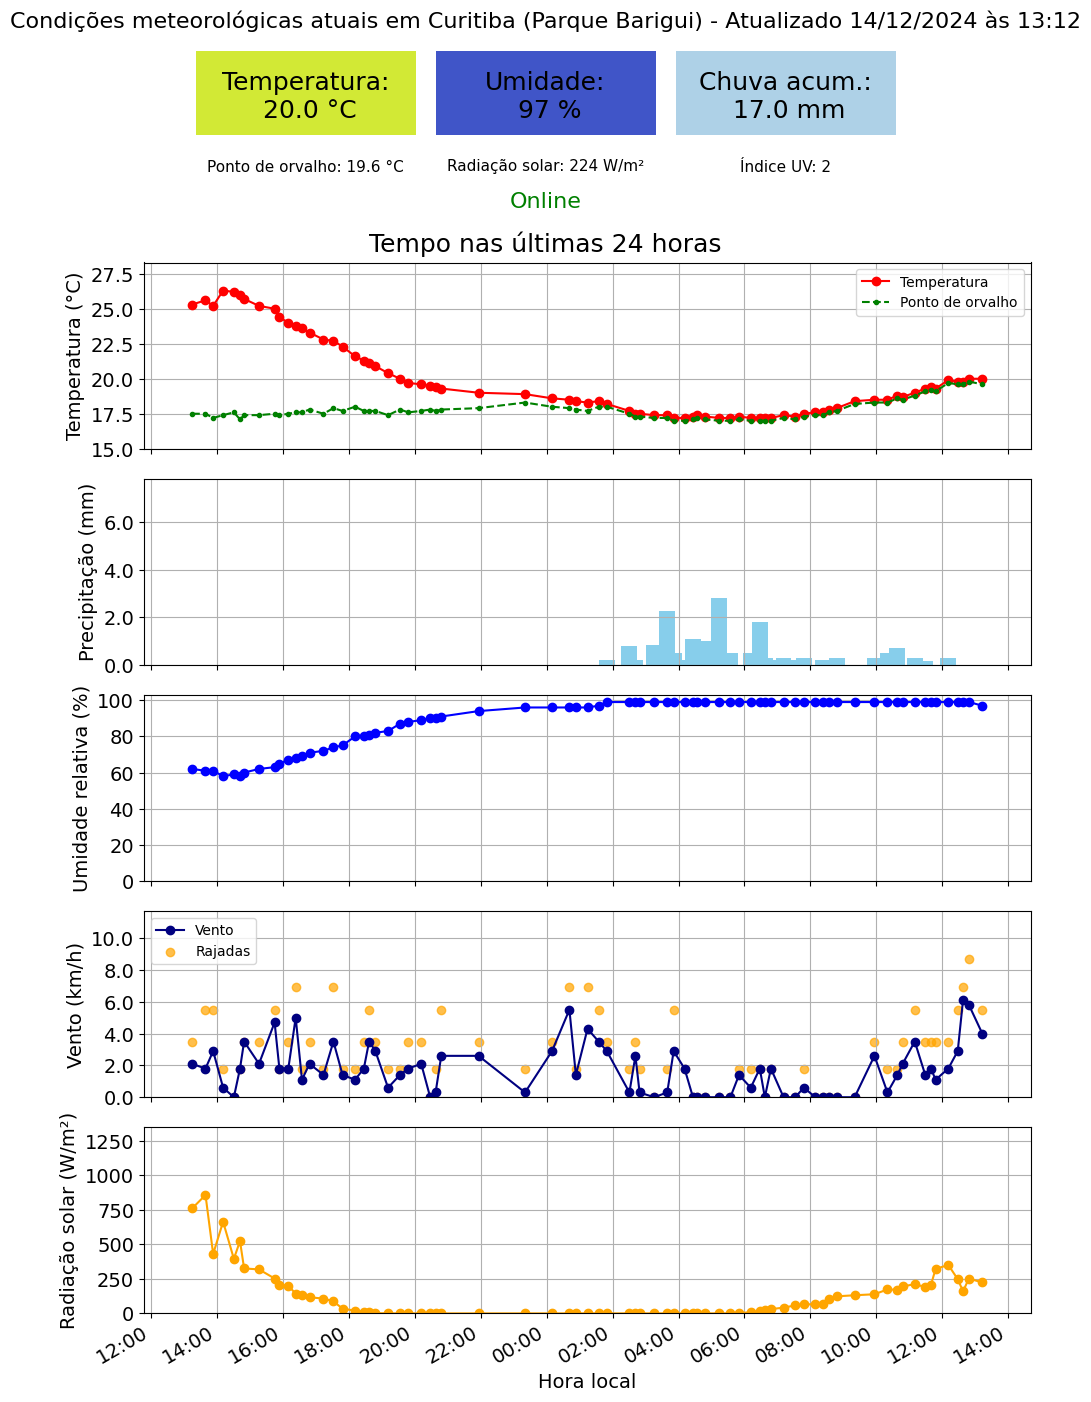 Condições meteorológicas atuais em Curitiba (Parque Barigui) - Atualizado 14/12/2024 às 13:12
Temperatura:
20.0 °C
Umidade:
97 %
Chuva acum.:
17.0 mm
Ponto de orvalho: 19.6 °C
Radiação solar: 224 W/m²
Índice UV: 2
Online
Tempo nas últimas 24 horas
Temperatura (°C)
27.5
25.0
22.5
20.0
17.5
15.0
Temperatura
Ponto de orvalho
Precipitação (mm)
6.0
4.0
2.0
0.0
Umidade relativa (%)
100
80
60
40
20
0
Vento (km/h)
10.0
8.0
6.0
4.0
2.0
0.0
Vento
Rajadas
Radiação solar (W/m²)
1250
1000
750
500
250
0
12:00
14:00
16:00
18:00
20:00
22:00
00:00
02:00
04:00
06:00
08:00
10:00
12:00
14:00
Hora local